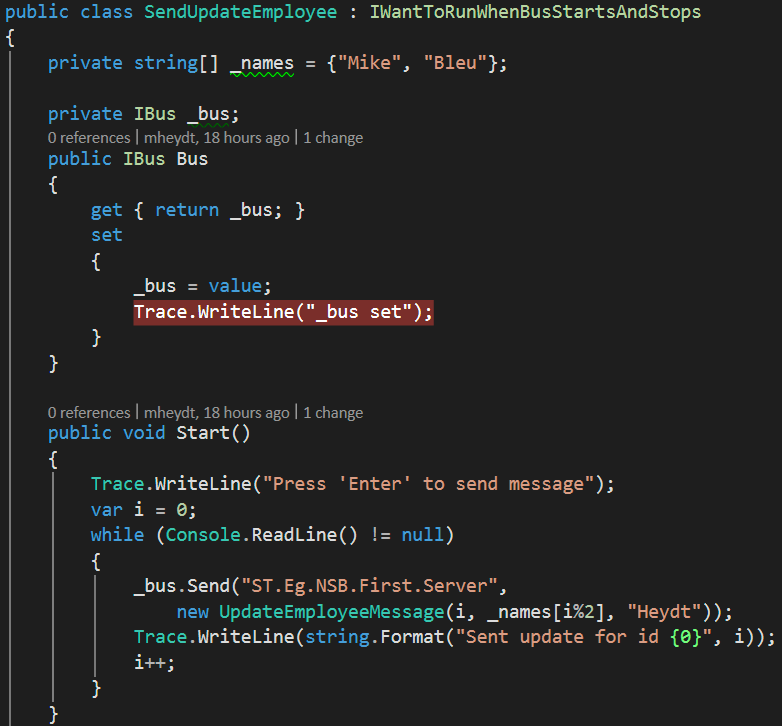 public class SendUpdateEmployee : IWantToRunWhenBusStartsAndStops
{
    private string[] _names = {"Mike", "Bleu"};

    private IBus _bus;
    0 references | mheydt, 18 hours ago | 1 change
    public IBus Bus
    {
        get { return _bus; }
        set
        {
            _bus = value;
            Trace.WriteLine("_bus set");
        }
    }

    0 references | mheydt, 18 hours ago | 1 change
    public void Start()
    {
        Trace.WriteLine("Press 'Enter' to send message");
        var i = 0;
        while (Console.ReadLine() != null)
        {
            _bus.Send("ST.Eg.NSB.First.Server",
                new UpdateEmployeeMessage(i, _names[i%2], "Heydt"));
            Trace.WriteLine(string.Format("Sent update for id {0}", i));
            i++;
        }
    }